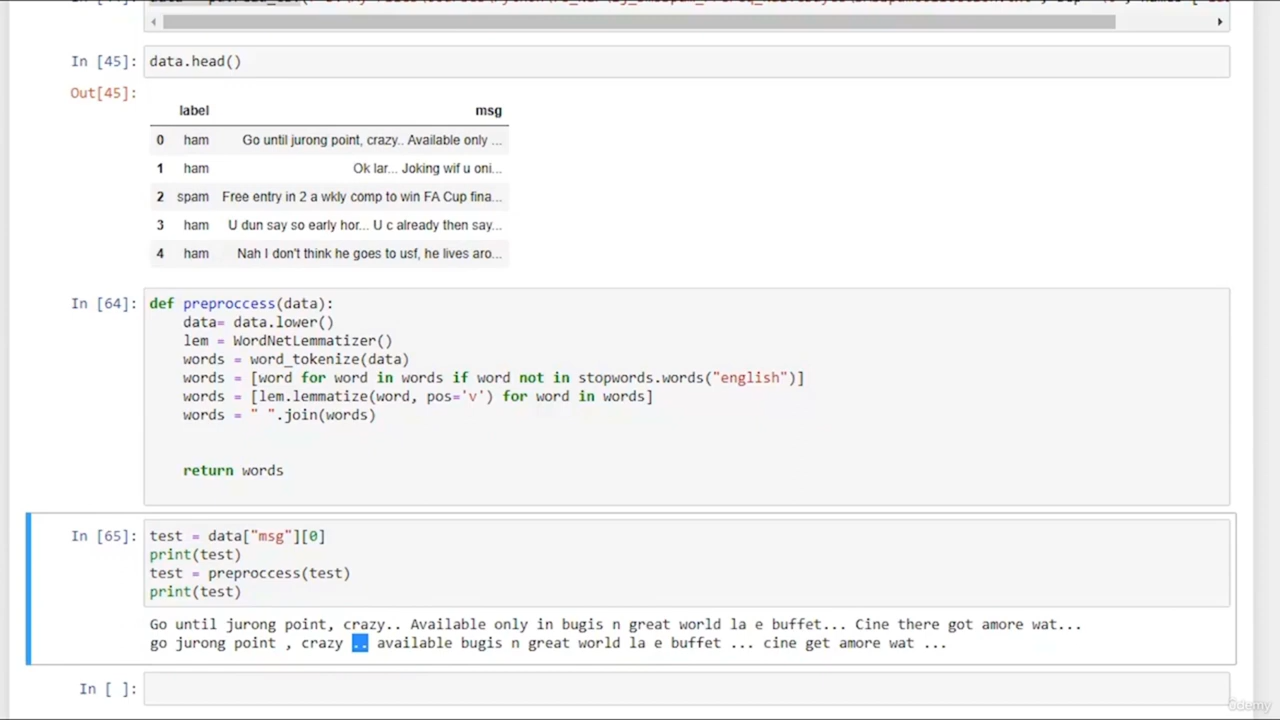 In [45]: data.head()
Out[45]:
label msg
0 ham Go until jurong point, crazy.. Available only ...
1 ham Ok lar... Joking wif u oni...
2 spam Free entry in 2 a wkly comp to win FA Cup fina...
3 ham U dun say so early hor... U c already then say...
4 ham Nah I don't think he goes to usf, he lives aro...
In [64]: def preproccess(data):
data= data.lower()
lem = WordNetLemmatizer()
words = word_tokenize(data)
words = [word for word in words if word not in stopwords.words("english")]
words = [lem.lemmatize(word, pos='v') for word in words]
words = " ".join(words)
return words
In [65]: test = data["msg"][0]
print(test)
test = preproccess(test)
print(test)
Go until jurong point, crazy.. Available only in bugis n great world la e buffet... Cine there got amore wat...
go jurong point , crazy .. available bugis n great world la e buffet ... cine get amore wat ...
In [ ]:
ûdemy